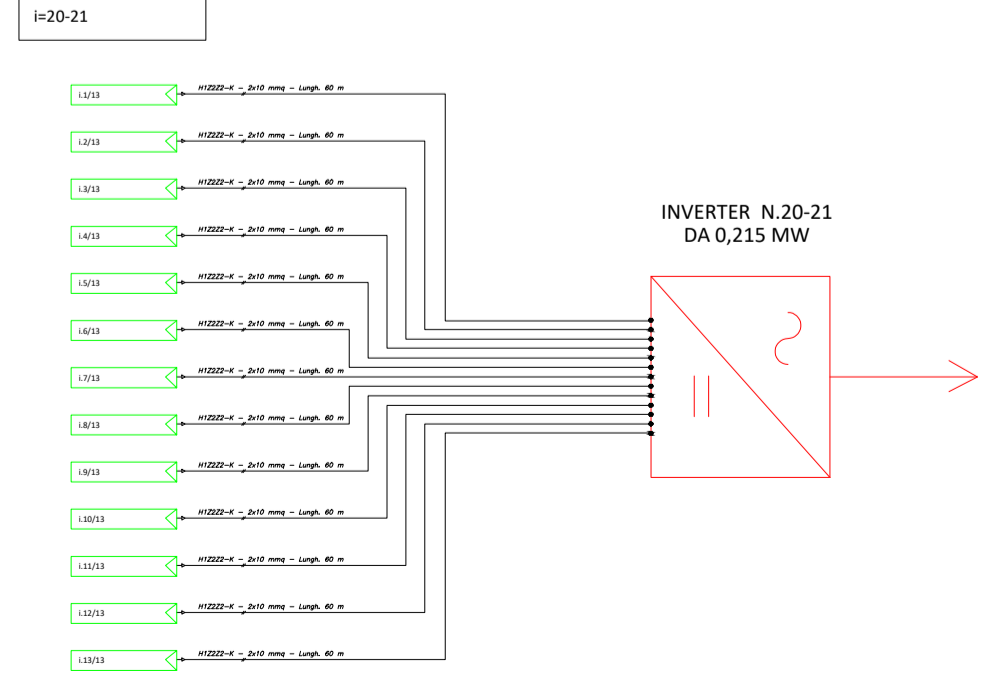 i=20-21
i.1/13
H1Z2Z2-K - 2x10 mmq - Lungh. 60 m
i.2/13
H1Z2Z2-K - 2x10 mmq - Lungh. 60 m
i.3/13
H1Z2Z2-K - 2x10 mmq - Lungh. 60 m
INVERTER N.20-21
DA 0,215 MW
i.4/13
H1Z2Z2-K - 2x10 mmq - Lungh. 60 m
i.5/13
H1Z2Z2-K - 2x10 mmq - Lungh. 60 m
i.6/13
H1Z2Z2-K - 2x10 mmq - Lungh. 60 m
i.7/13
H1Z2Z2-K - 2x10 mmq - Lungh. 60 m
i.8/13
H1Z2Z2-K - 2x10 mmq - Lungh. 60 m
i.9/13
H1Z2Z2-K - 2x10 mmq - Lungh. 60 m
i.10/13
H1Z2Z2-K - 2x10 mmq - Lungh. 60 m
i.11/13
H1Z2Z2-K - 2x10 mmq - Lungh. 60 m
i.12/13
H1Z2Z2-K - 2x10 mmq - Lungh. 60 m
i.13/13
H1Z2Z2-K - 2x10 mmq - Lungh. 60 m